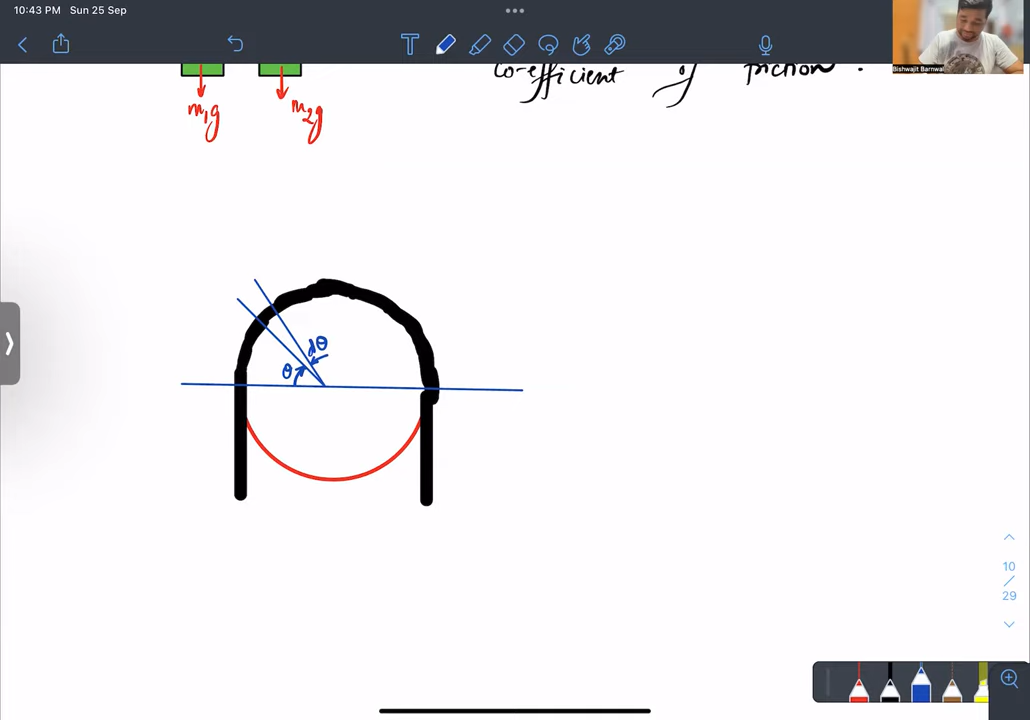 10:43 PM Sun 25 Sep
Bishwajit Barnwal
co-efficient of friction.
m₁g
m₂g
dθ
θ
10
/
29